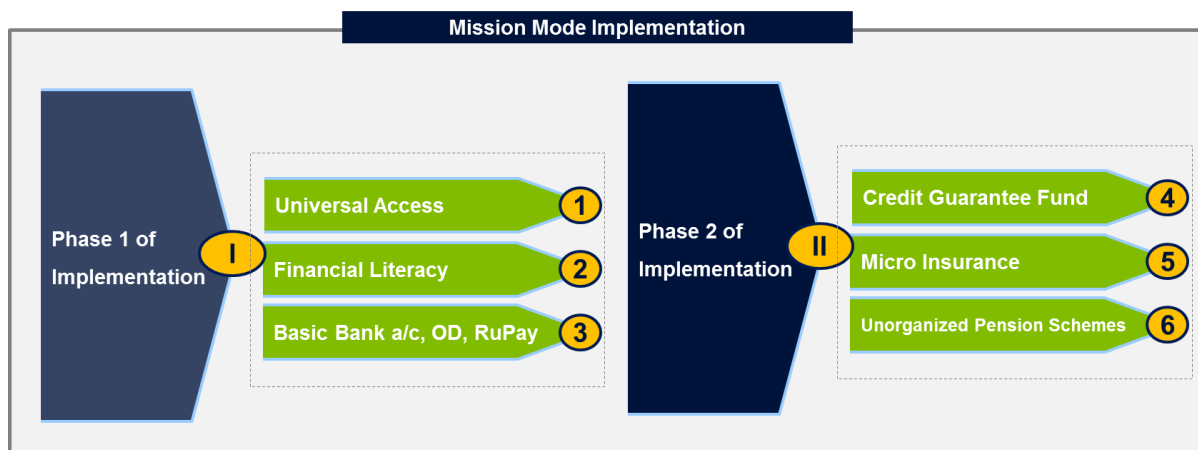 Mission Mode Implementation
Phase 1 of
Implementation
I
Universal Access
1
Financial Literacy
2
Basic Bank a/c, OD, RuPay
3
Phase 2 of
Implementation
II
Credit Guarantee Fund
4
Micro Insurance
5
Unorganized Pension Schemes
6